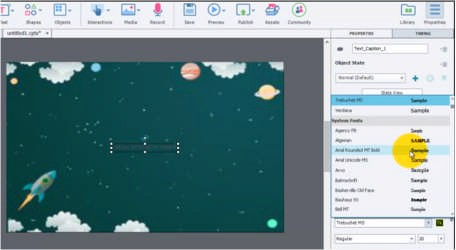 Shapes Objects Interactions Media Record Save Preview Publish Assets Community Library Properties
untitled1.cptx*
PROPERTIES TIMING
Text_Caption_1
Object State
Normal (Default)
State View
Trebuchet MS Sample
Verdana Sample
System Fonts
Agency FB Sample
Algerian SAMPLE
Arial Rounded MT Bold Sample
Arial Unicode MS Sample
Arvo Sample
Bahnschrift Sample
Baskerville Old Face Sample
Bauhaus 93 Sample
Bell MT Sample
Trebuchet MS
Regular 20